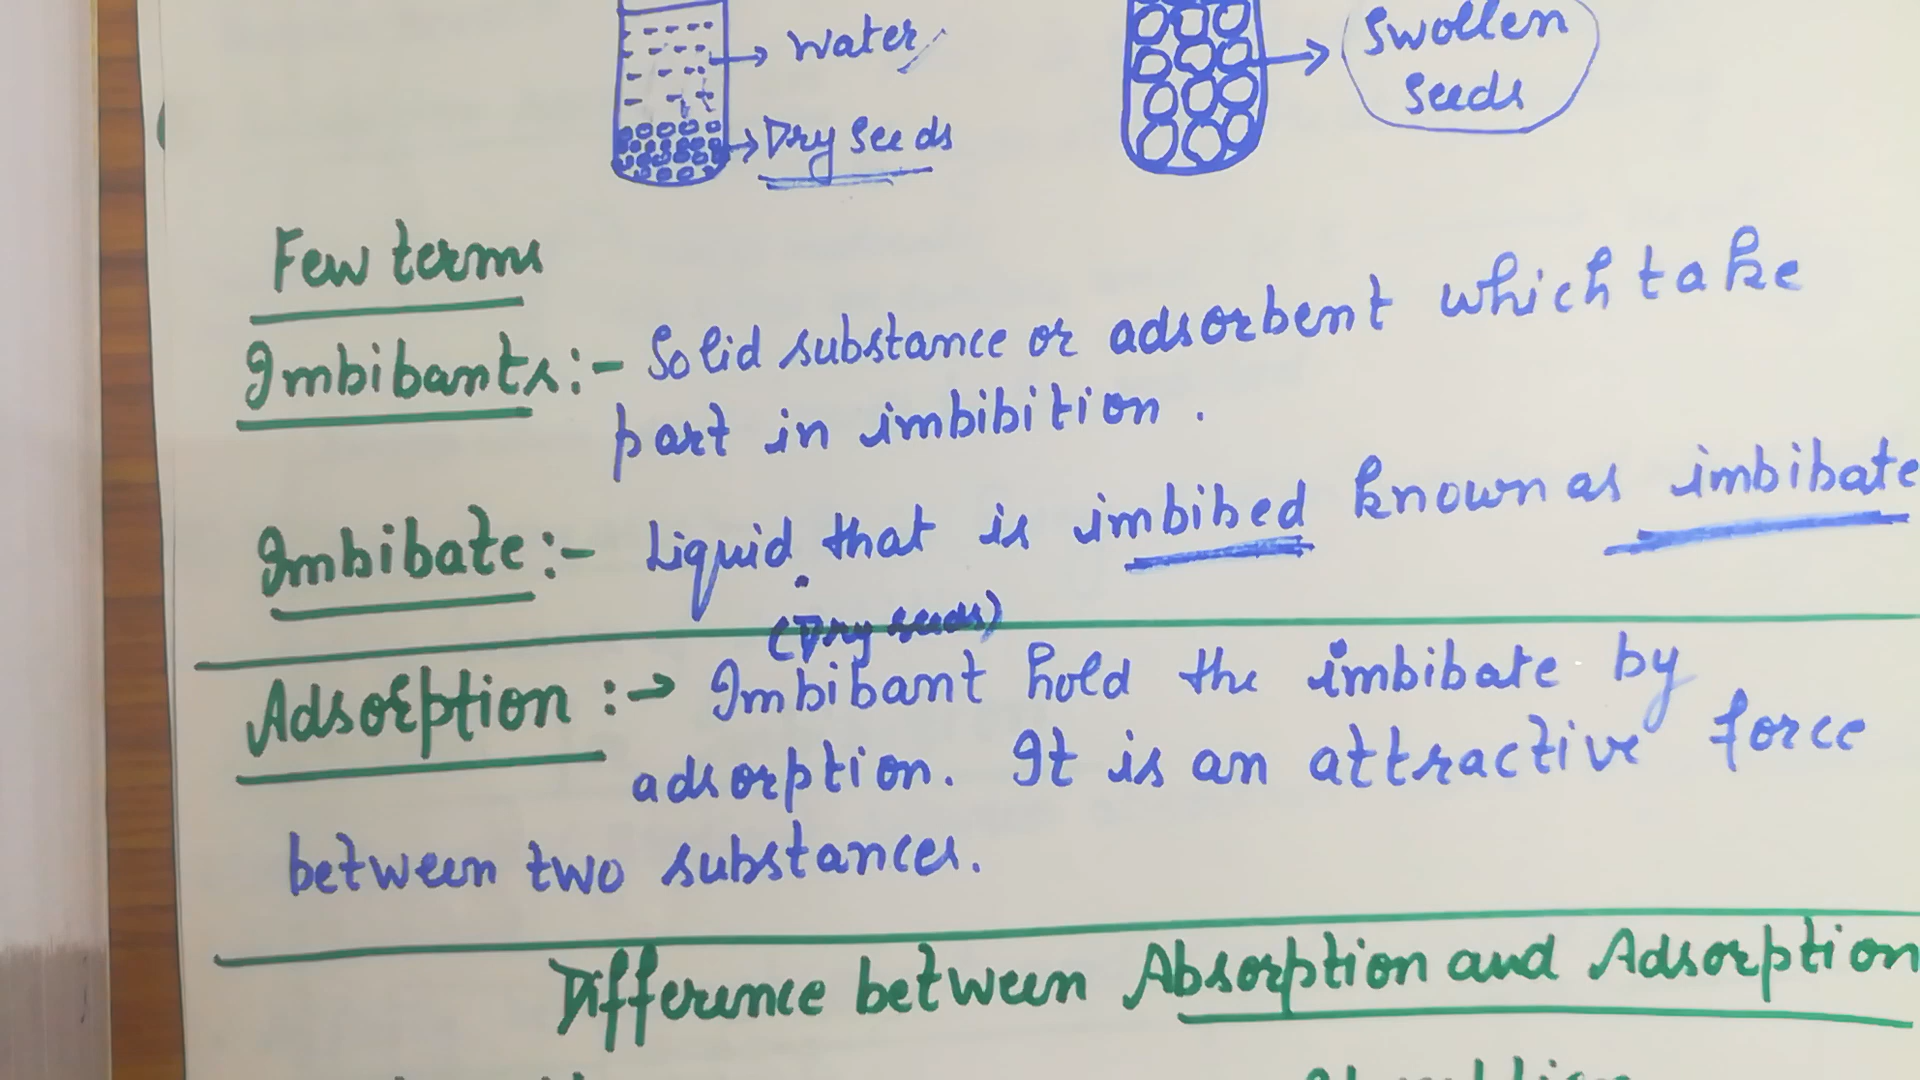 water
Dry seeds
Swollen
seeds
Few terms
Imbibants:- Solid substance or adsorbent which take
part in imbibition.
Imbibate:- Liquid that is imbibed known as imbibate
(Dry seeds)
Adsorption :→ Imbibant hold the imbibate by
adsorption. It is an attractive force
between two substances.
Difference between Absorption and Adsorption